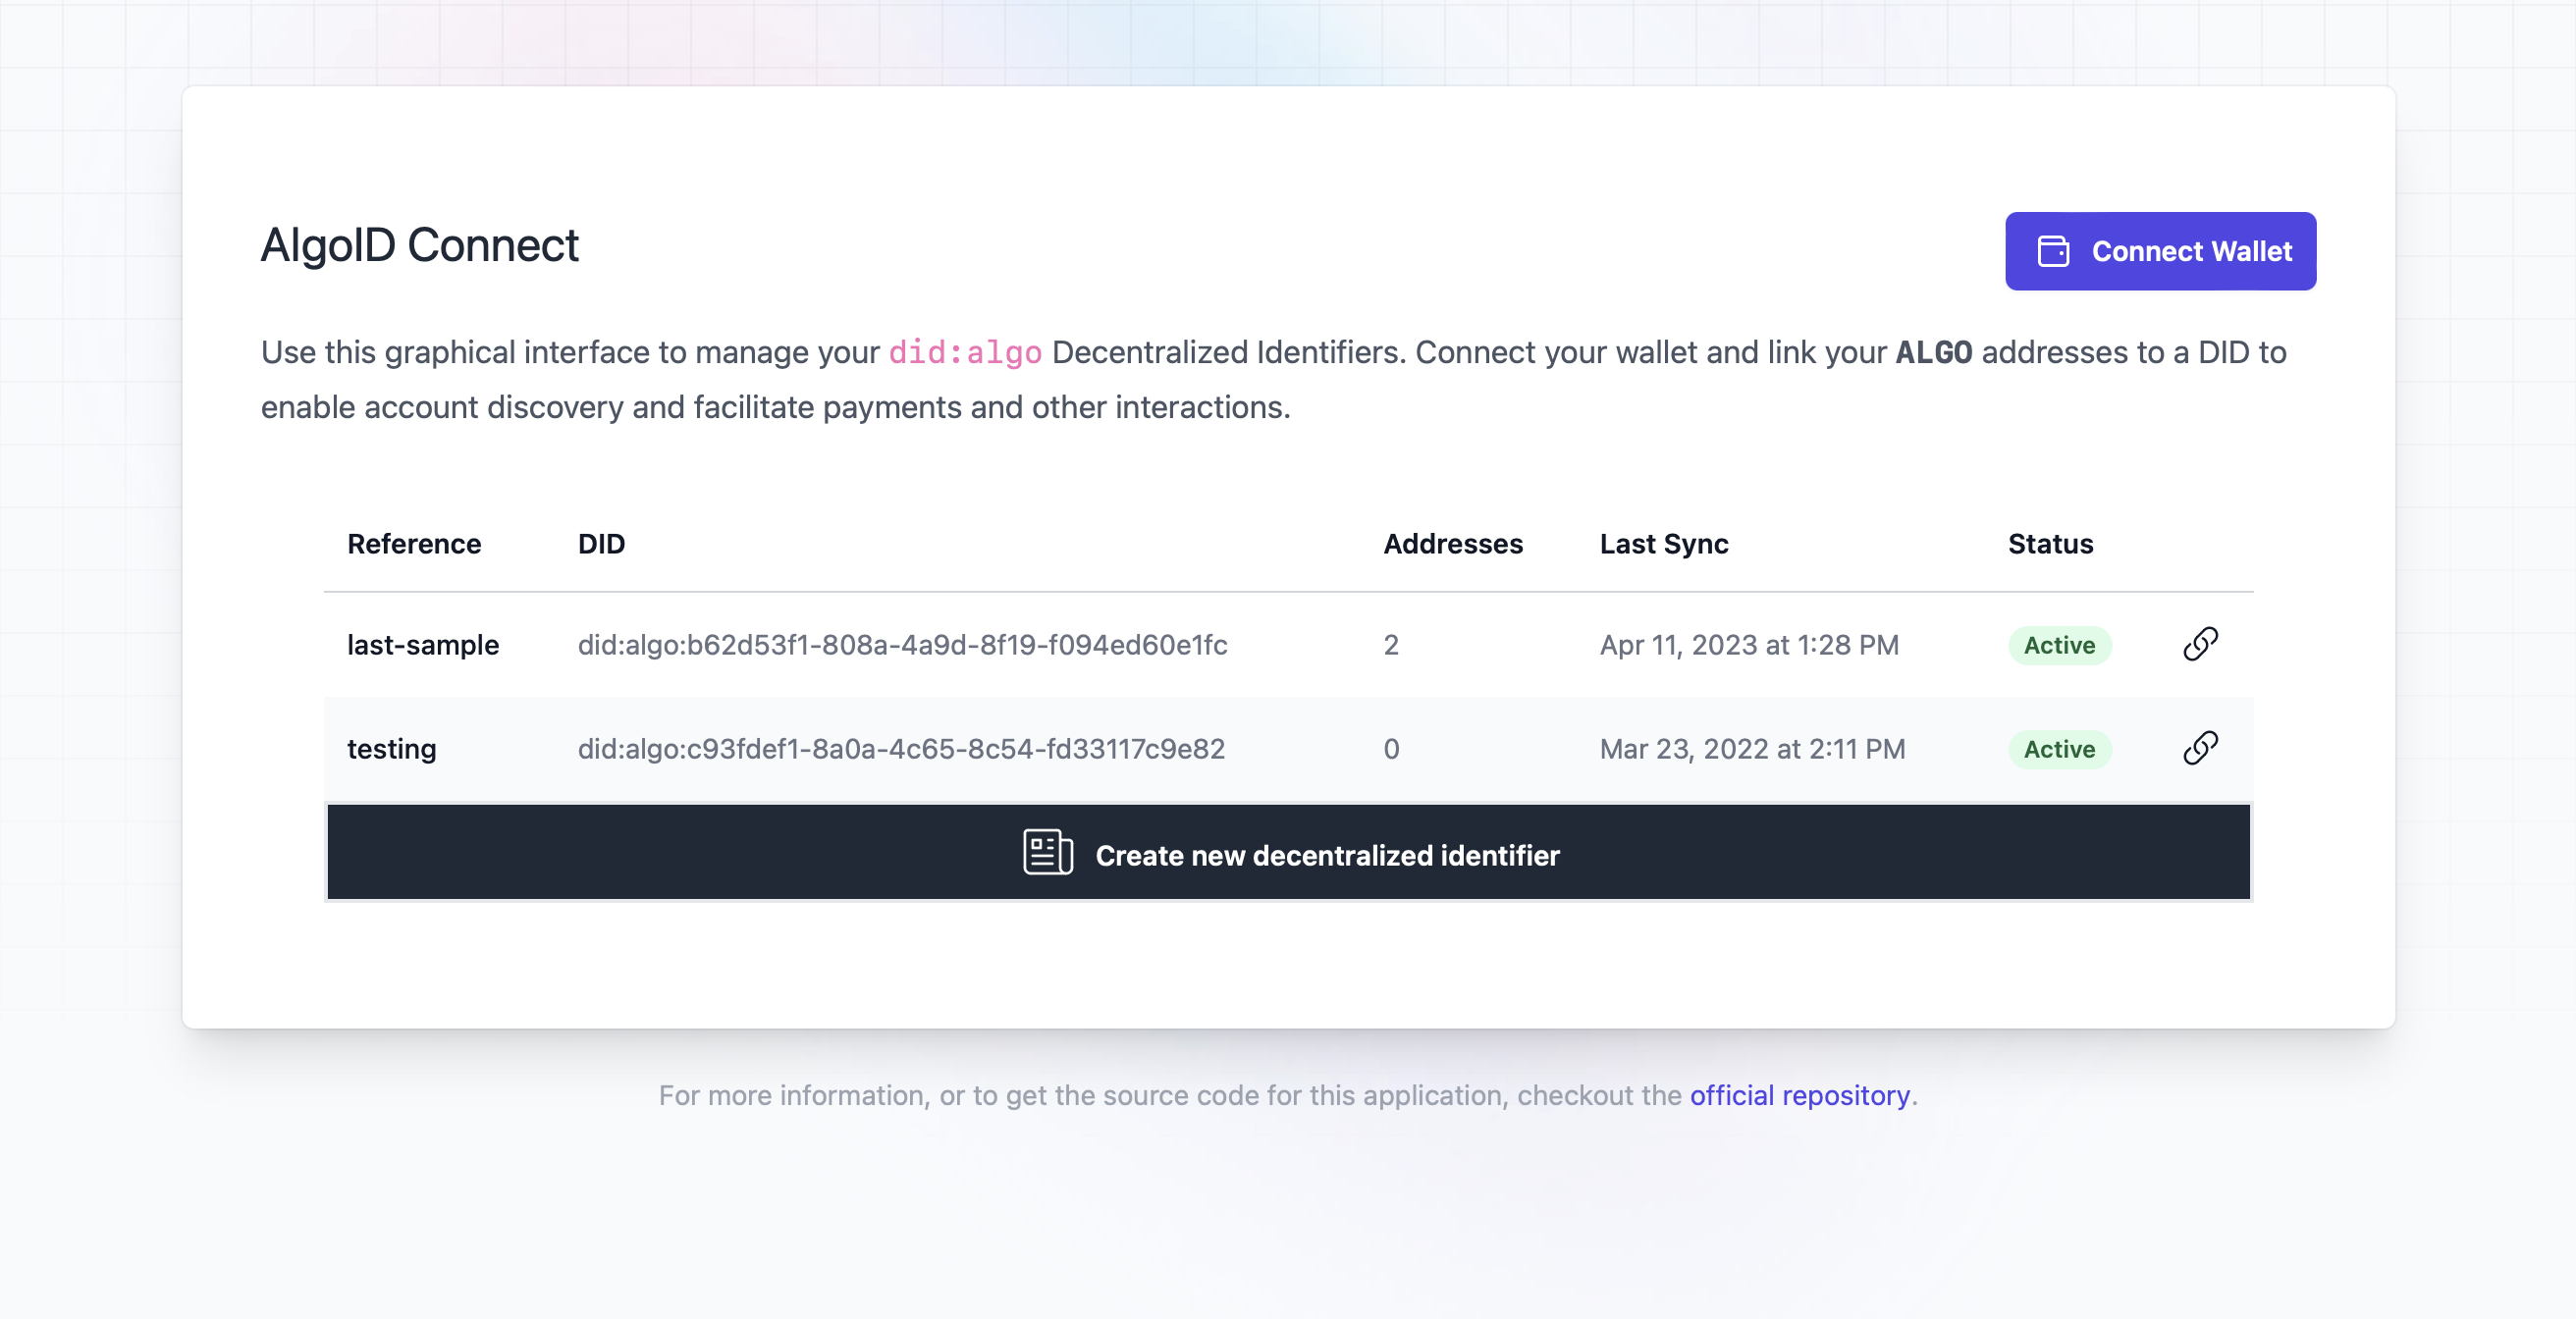 AlgoID Connect
Connect Wallet
Use this graphical interface to manage your did:algo Decentralized Identifiers. Connect your wallet and link your ALGO addresses to a DID to
enable account discovery and facilitate payments and other interactions.
Reference DID Addresses Last Sync Status
last-sample did:algo:b62d53f1-808a-4a9d-8f19-f094ed60e1fc 2 Apr 11, 2023 at 1:28 PM Active
testing did:algo:c93fdef1-8a0a-4c65-8c54-fd33117c9e82 0 Mar 23, 2022 at 2:11 PM Active
Create new decentralized identifier
For more information, or to get the source code for this application, checkout the official repository.